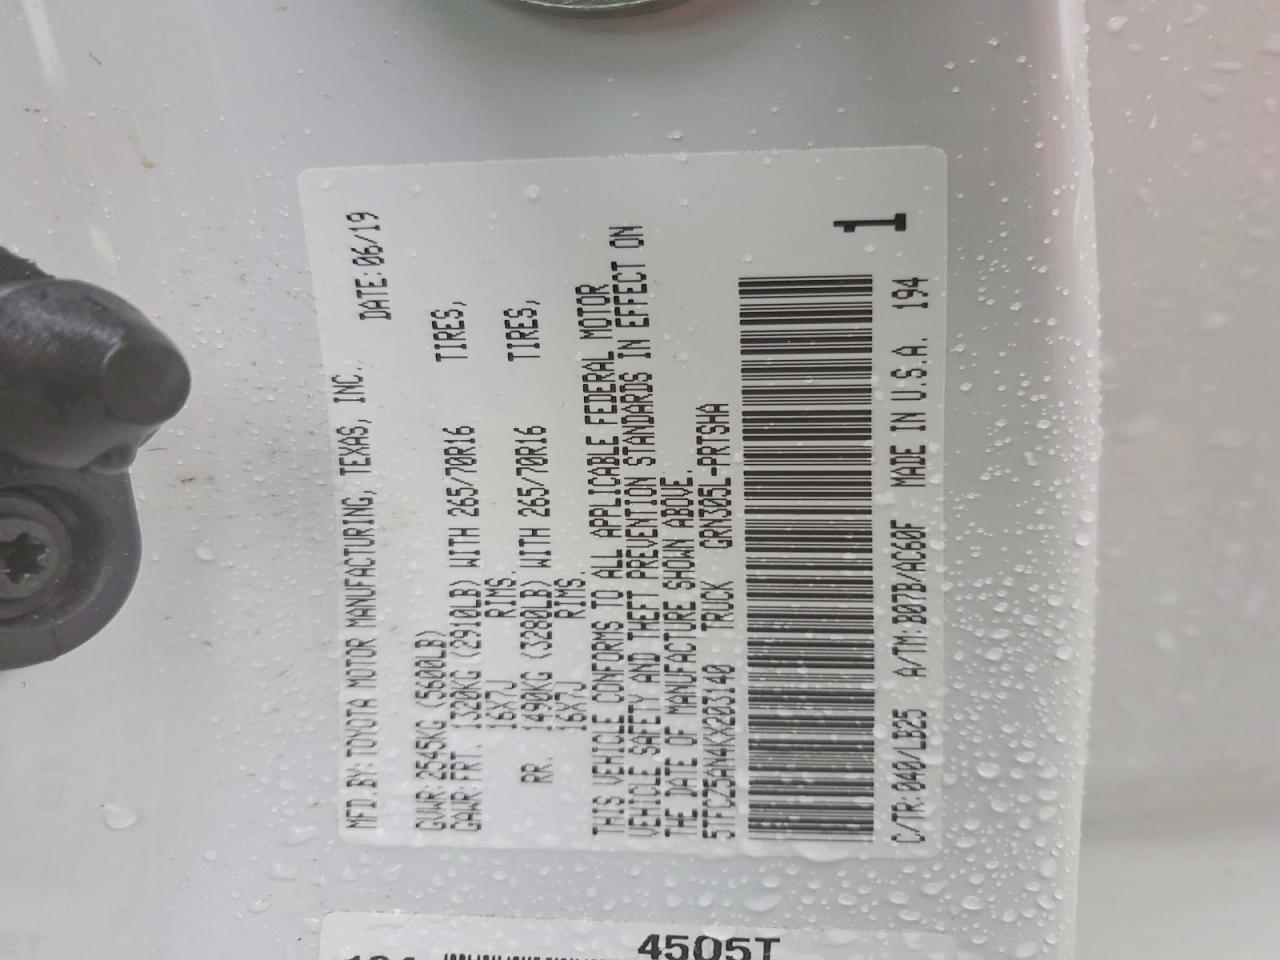 MFD.BY:TOYOTA MOTOR MANUFACTURING, TEXAS, INC.
DATE:06/19
GVWR:2545KG (5600LB)
GAWR:FRT. 1320KG (2910LB) WITH 265/70R16 TIRES,
16X7J RIMS.
RR. 1490KG (3280LB) WITH 265/70R16 TIRES,
16X7J RIMS.
THIS VEHICLE CONFORMS TO ALL APPLICABLE FEDERAL MOTOR
VEHICLE SAFETY AND THEFT PREVENTION STANDARDS IN EFFECT ON
THE DATE OF MANUFACTURE SHOWN ABOVE.
5TFCZ5AN4KX203140 TRUCK GRN305L-PRTSHA
1
C/TR:040/LB25 A/TM:B07B/AC60F MADE IN U.S.A. 194
4505T